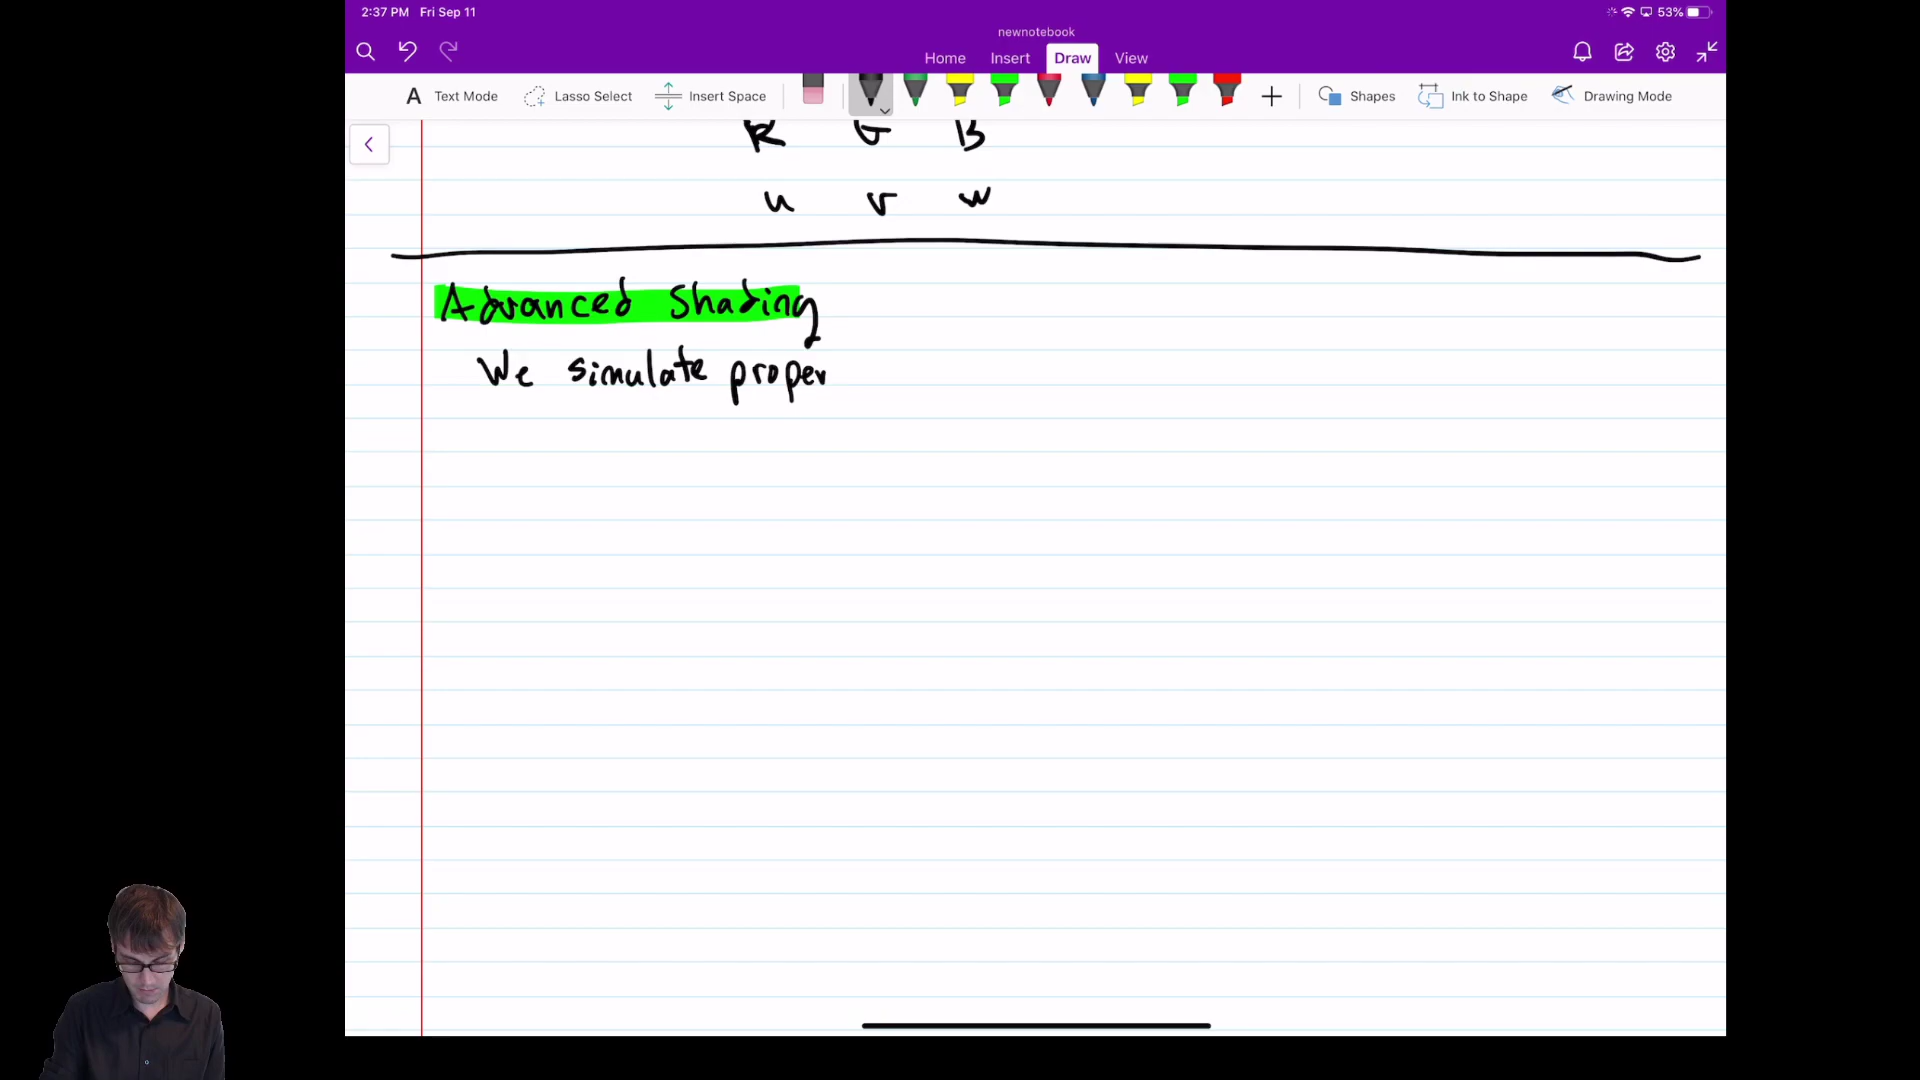 2:37 PM Fri Sep 11
53%
newnotebook
Home Insert Draw View
A Text Mode Lasso Select Insert Space Shapes Ink to Shape Drawing Mode
R G B
u v w
Advanced Shading
We simulate proper